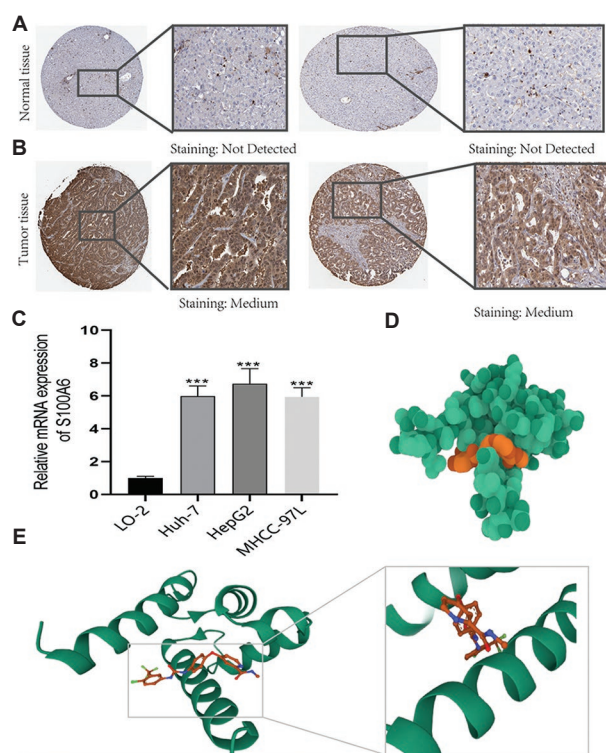 A
Normal tissue
Staining: Not Detected
Staining: Not Detected
B
Tumor tissue
Staining: Medium
Staining: Medium
C
Relative mRNA expression
of S100A6
10
8
6
4
2
0
***
***
***
LO-2
Huh-7
HepG2
MHCC-97L
D
E